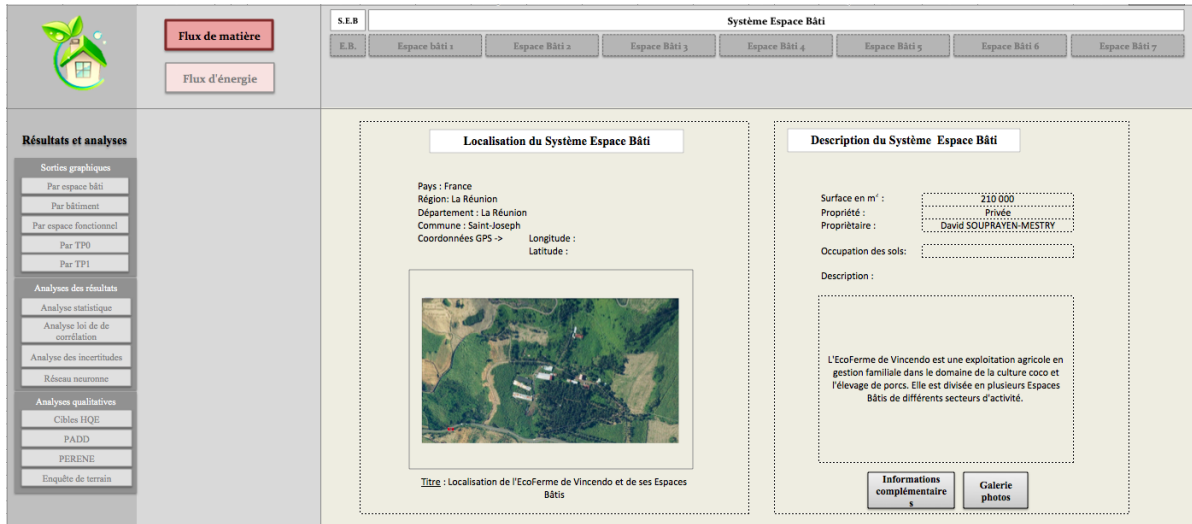 Flux de matière
Flux d'énergie
S.E.B
Système Espace Bâti
E.B.
Espace bâti 1
Espace Bâti 2
Espace Bâti 3
Espace Bâti 4
Espace Bâti 5
Espace Bâti 6
Espace Bâti 7
Résultats et analyses
Sorties graphiques
Par espace bâti
Par bâtiment
Par espace fonctionnel
Par TP0
Par TP1
Analyses des résultats
Analyse statistique
Analyse loi de de
corrélation
Analyse des incertitudes
Réseau neuronne
Analyses qualitatives
Cibles HQE
PADD
PERENE
Enquête de terrain
Localisation du Système Espace Bâti
Pays : France
Région: La Réunion
Département : La Réunion
Commune : Saint-Joseph
Coordonnées GPS -> Longitude :
Latitude :
Titre : Localisation de l'EcoFerme de Vincendo et de ses Espaces
Bâtis
Description du Système Espace Bâti
Surface en m² : 210 000
Propriété : Privée
Propriètaire : David SOUPRAYEN-MESTRY
Occupation des sols:
Description :
L'EcoFerme de Vincendo est une exploitation agricole en
gestion familiale dans le domaine de la culture coco et
l'élevage de porcs. Elle est divisée en plusieurs Espaces
Bâtis de différents secteurs d'activité.
Informations
complémentaire
s
Galerie
photos